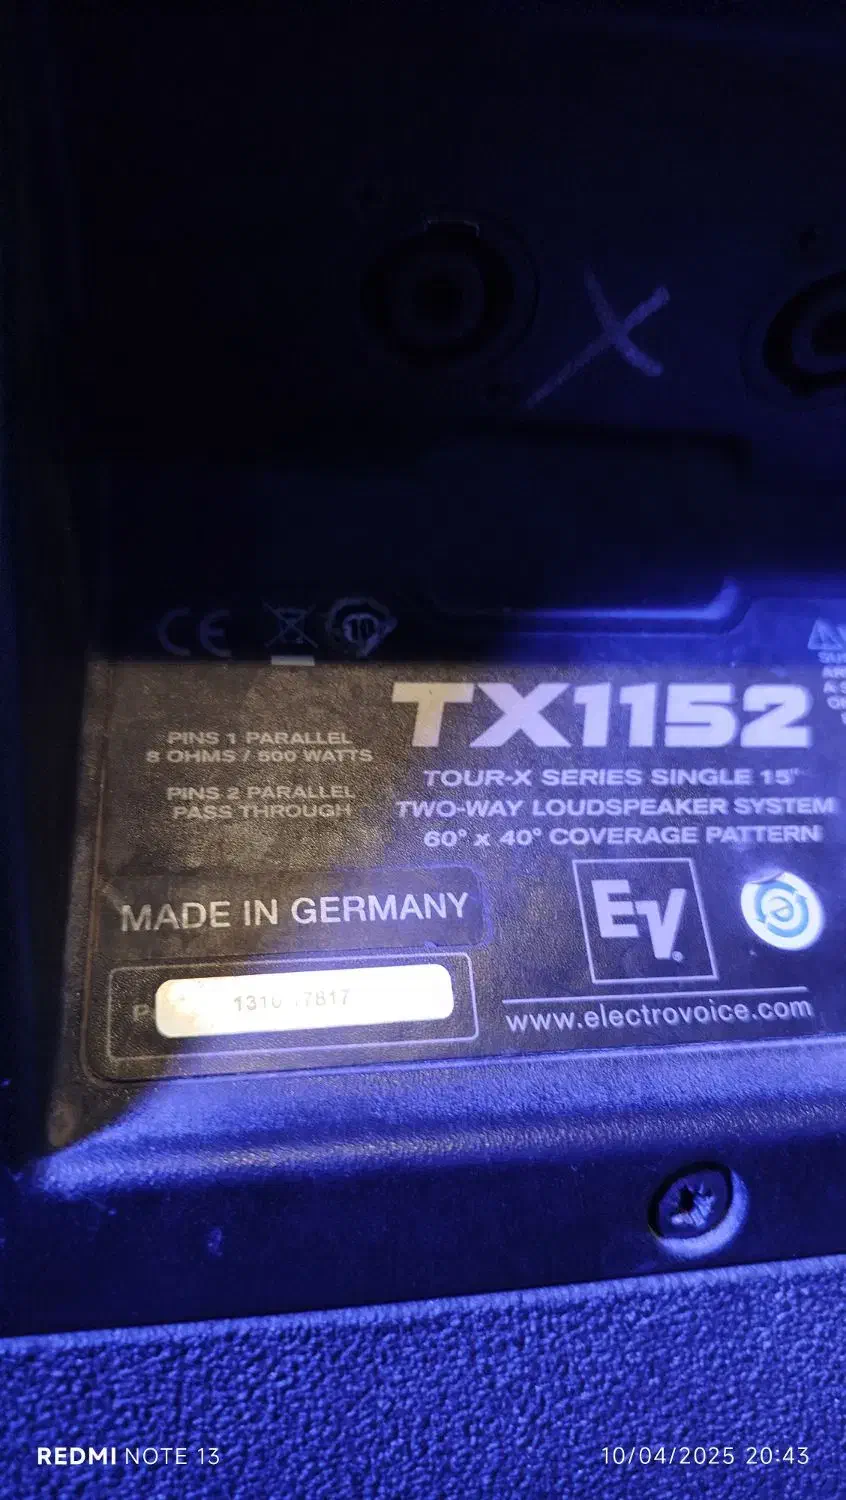 X
CE
10
TX1152
PINS 1 PARALLEL
8 OHMS / 500 WATTS
PINS 2 PARALLEL
PASS THROUGH
TOUR-X SERIES SINGLE 15"
TWO-WAY LOUDSPEAKER SYSTEM
60° x 40° COVERAGE PATTERN
MADE IN GERMANY
EV
www.electrovoice.com
REDMI NOTE 13
10/04/2025 20:43